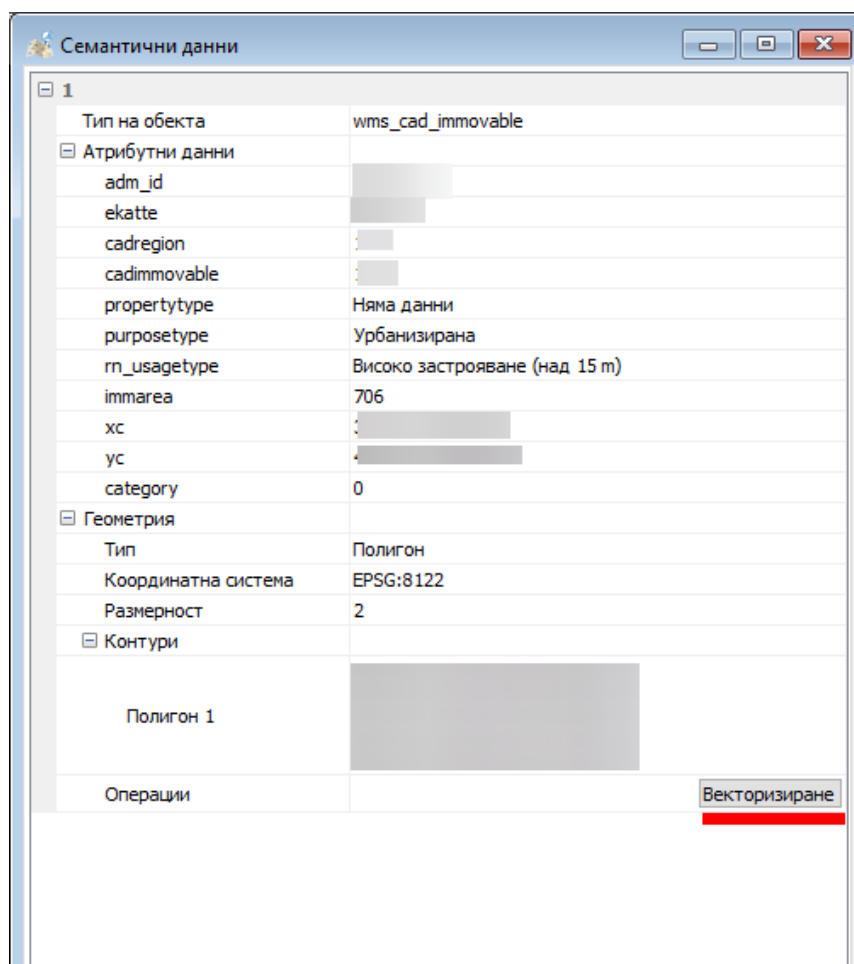 Семантични данни
1
Тип на обекта wms_cad_immovable
Атрибутни данни
adm_id
ekatte
cadregion
cadimmovable
propertytype Няма данни
purposetype Урбанизирана
rn_usagetype Високо застрояване (над 15 m)
immarea 706
xc
yc
category 0
Геометрия
Тип Полигон
Координатна система EPSG:8122
Размерност 2
Контури
Полигон 1
Операции Векторизиране